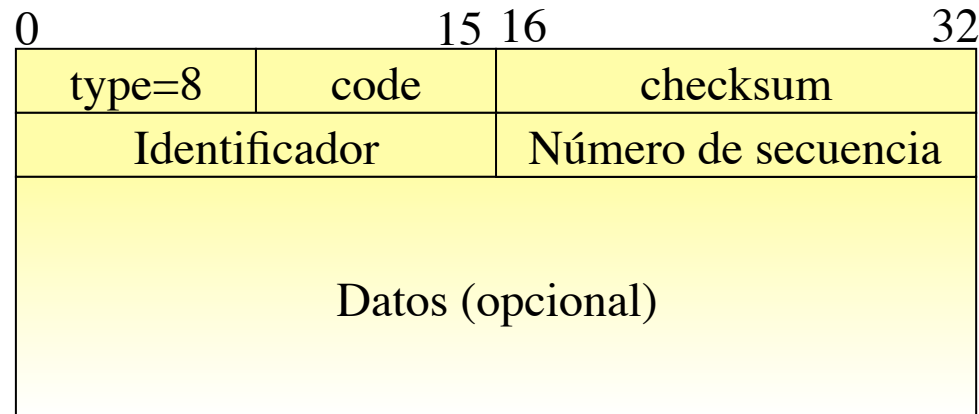 0 15 16 32
type=8 code checksum
Identificador Número de secuencia
Datos (opcional)